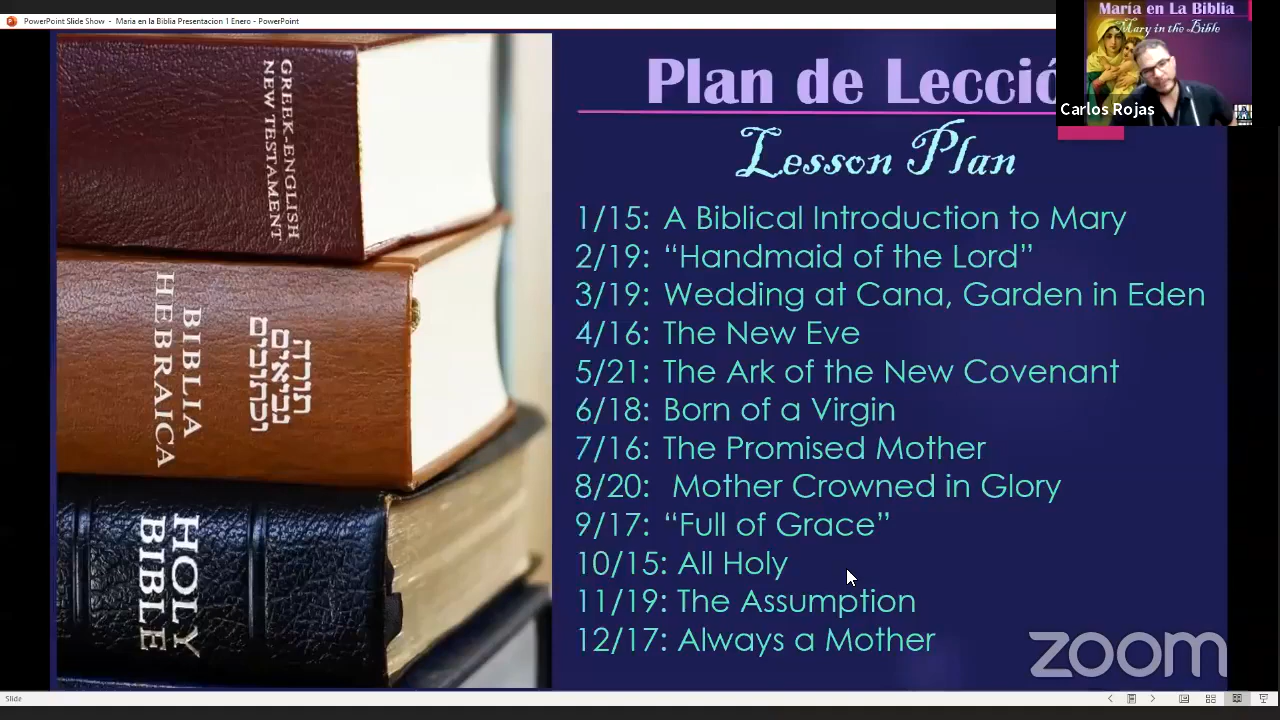 PowerPoint Slide Show - Maria en la Biblia Presentacion 1 Enero - PowerPoint
María en La Biblia
Mary in the Bible
Carlos Rojas
GREEK-ENGLISH
NEW TESTAMENT
BIBLIA
HEBRAICA
תורה
נביאים
וכתובים
HOLY
BIBLE
Plan de Lecció
Lesson Plan
1/15: A Biblical Introduction to Mary
2/19: “Handmaid of the Lord”
3/19: Wedding at Cana, Garden in Eden
4/16: The New Eve
5/21: The Ark of the New Covenant
6/18: Born of a Virgin
7/16: The Promised Mother
8/20: Mother Crowned in Glory
9/17: “Full of Grace”
10/15: All Holy
11/19: The Assumption
12/17: Always a Mother
zoom
Slide